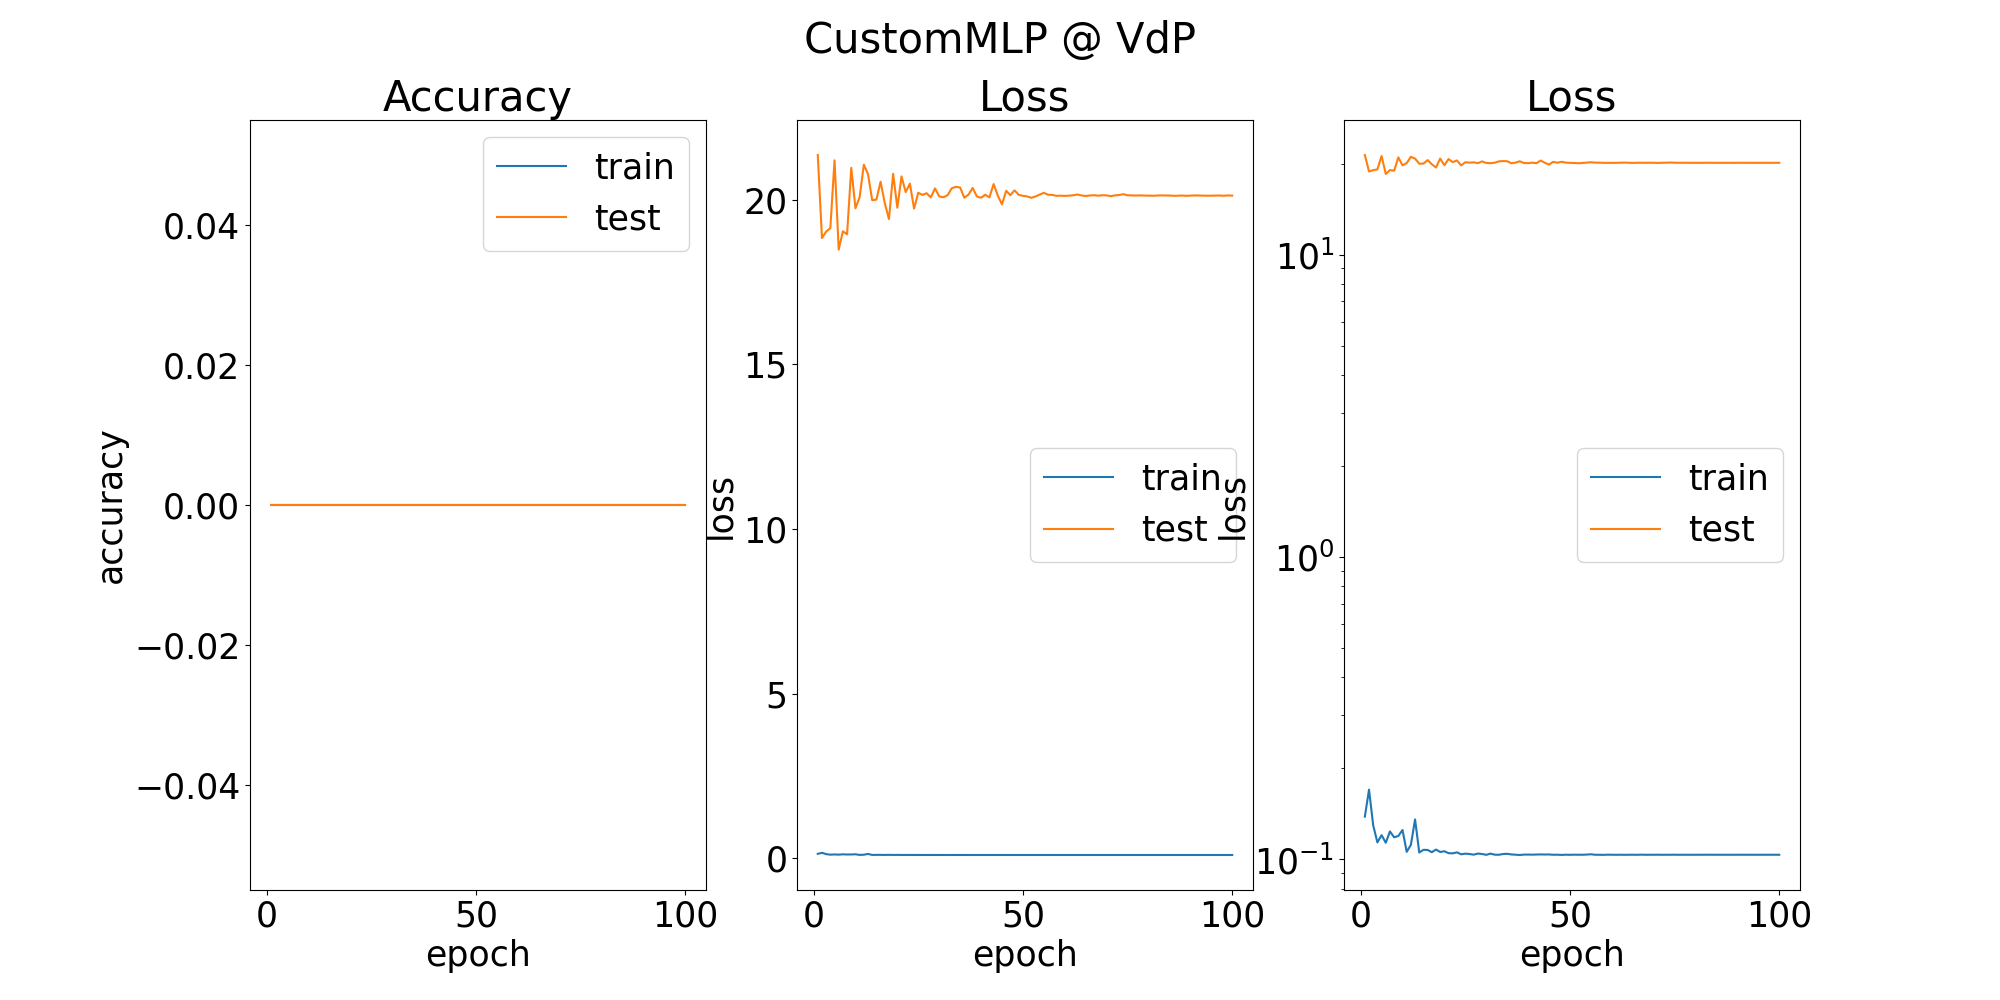 CustomMLP @ VdP
Accuracy
train
test
0.04
0.02
0.00
−0.02
−0.04
accuracy
0
50
100
epoch
Loss
20
15
10
5
0
loss
train
test
0
50
100
epoch
Loss
10^1
10^0
10^−1
loss
train
test
0
50
100
epoch